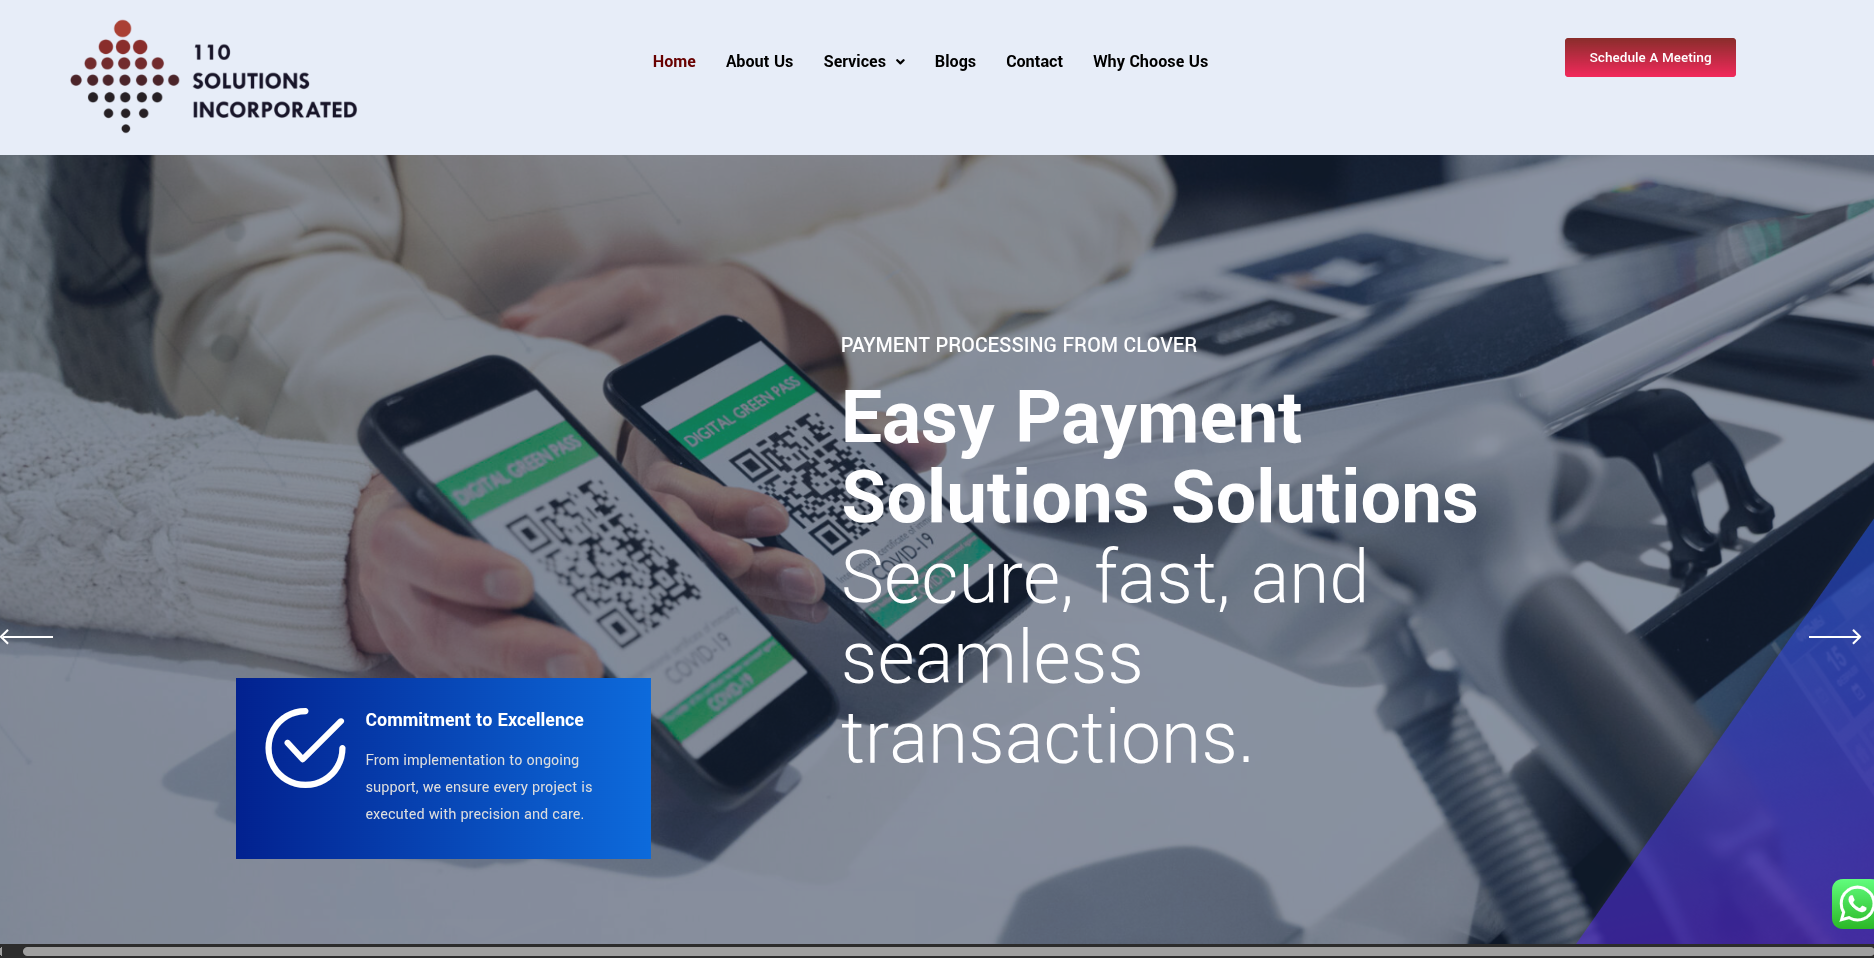 110
SOLUTIONS
INCORPORATED
Home About Us Services Blogs Contact Why Choose Us
Schedule A Meeting
PAYMENT PROCESSING FROM CLOVER
Easy Payment
Solutions Solutions
Secure, fast, and
seamless
transactions.
DIGITAL GREEN PASS
COVID-19
COVID-19
DIGITAL GREEN PASS
COVID-19
Commitment to Excellence
From implementation to ongoing
support, we ensure every project is
executed with precision and care.